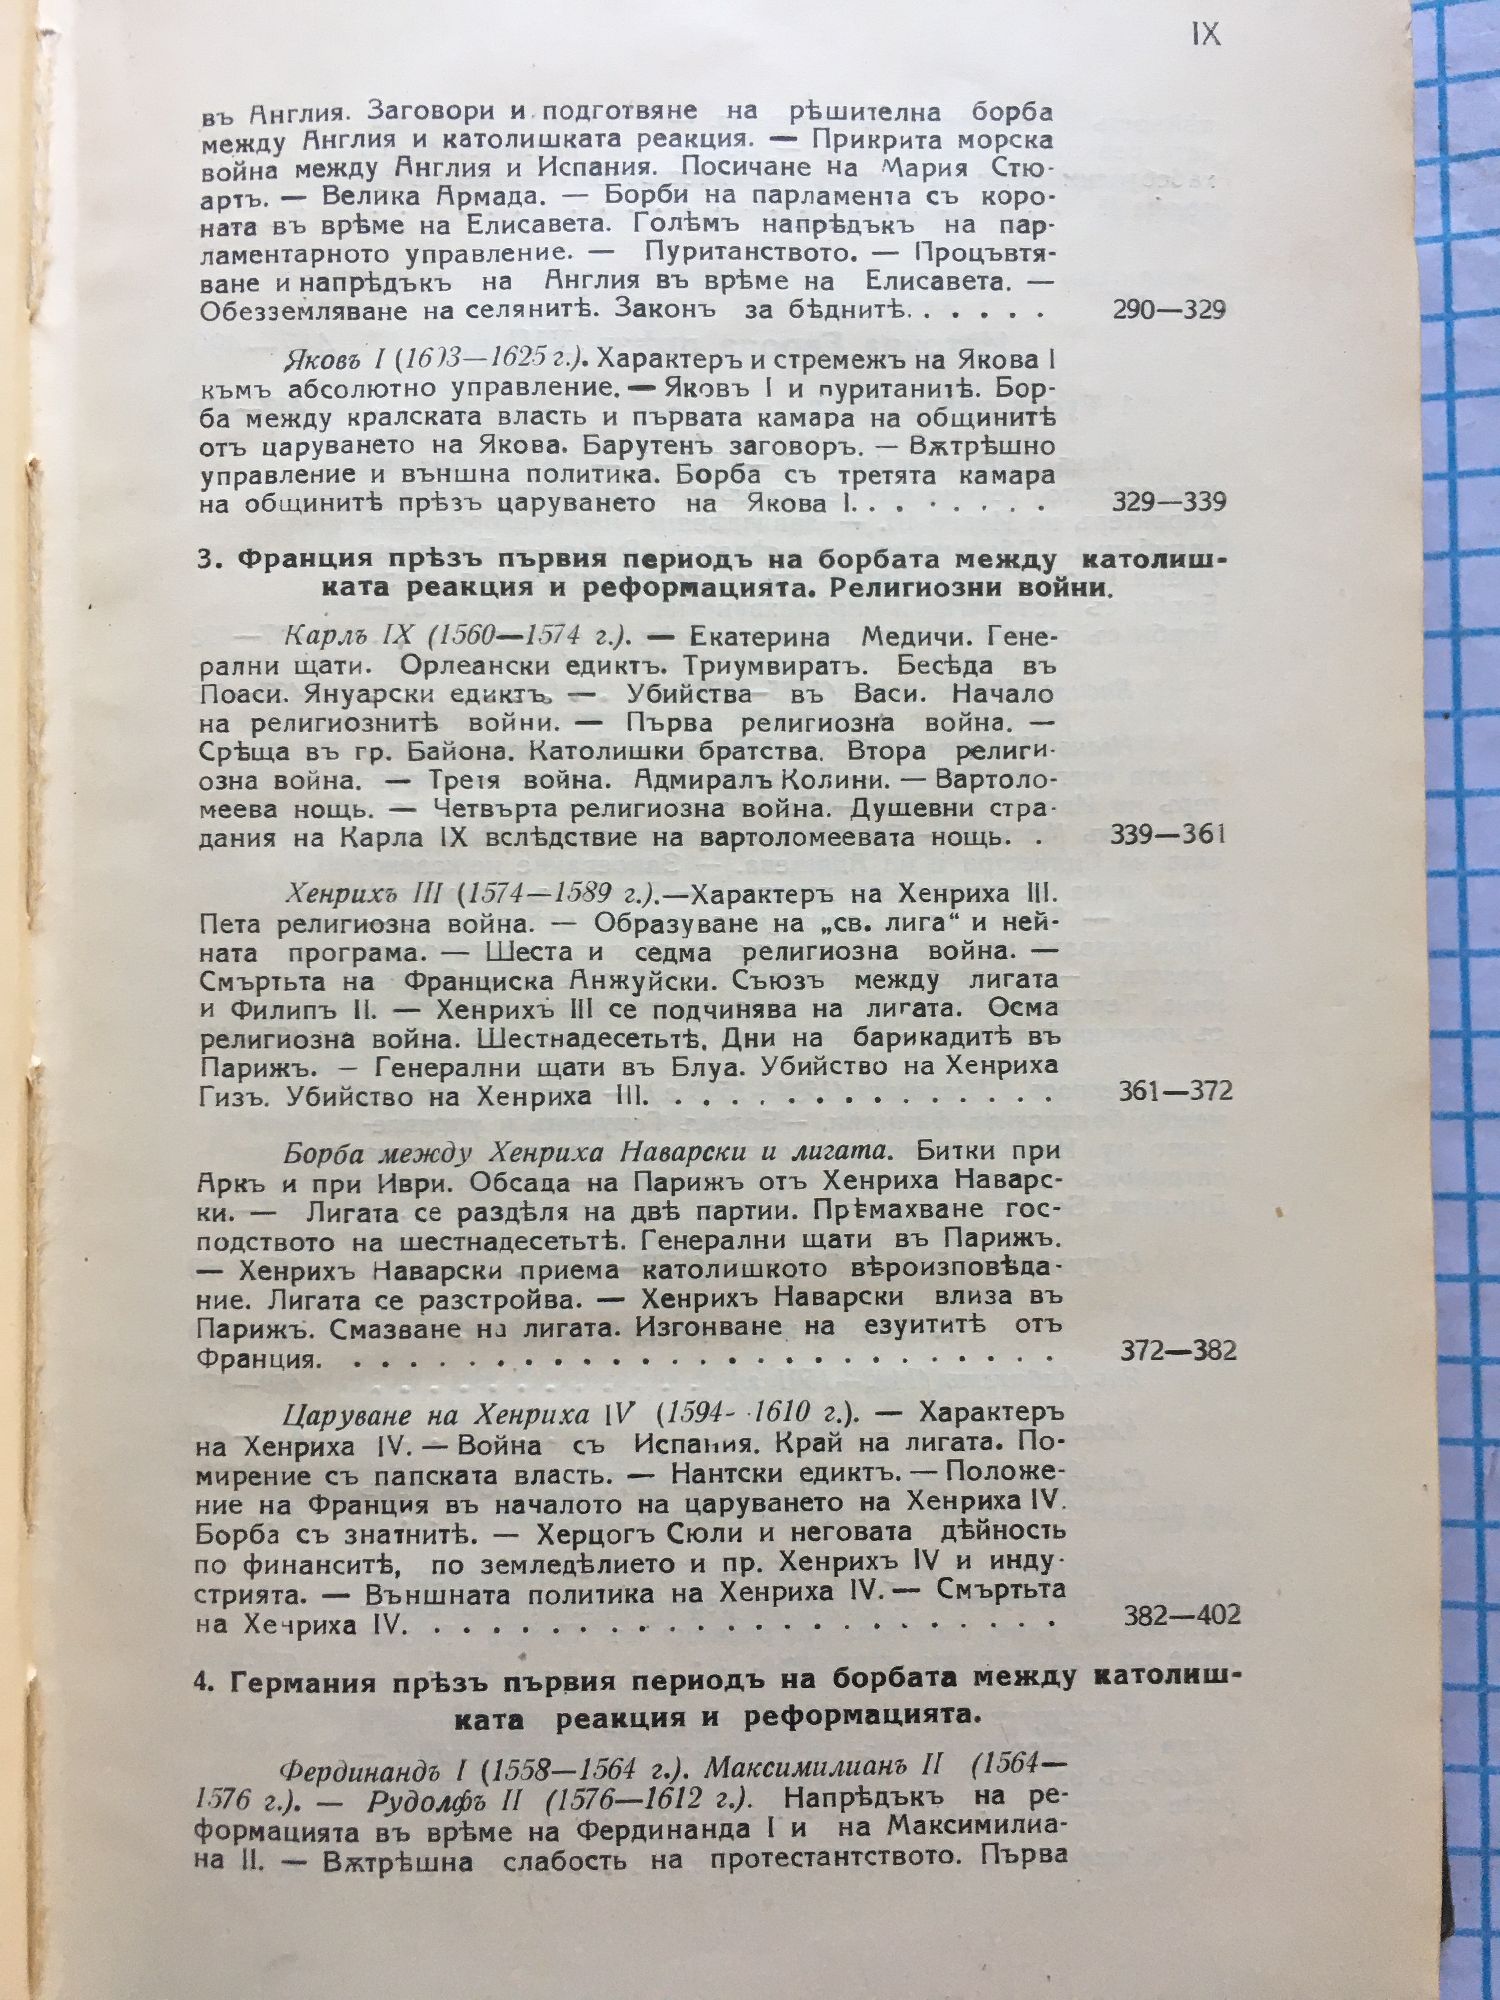 IX
въ Англия. Заговори и подготвяне на рѣшителна борба
между Англия и католишката реакция. — Прикрита морска
война между Англия и Испания. Посичане на Мария Стю-
артъ. — Велика Армада. — Борби на парламента съ коро-
ната въ врѣме на Елисавета. Голѣмъ напрѣдъкъ на пар-
ламентарното управление. — Пуританството. — Процъвтя-
ване и напрѣдъкъ на Англия въ врѣме на Елисавета. —
Обезземляване на селянитѣ. Законъ за бѣднитѣ. . . . . . 290—329
Яковъ I (1603—1625 г.). Характеръ и стремежъ на Якова I
къмъ абсолютно управление. — Яковъ I и пуританитѣ. Бор-
ба между кралската власть и първата камара на общинитѣ
отъ царуването на Якова. Барутенъ заговоръ. — Вѫтрѣшно
управление и външна политика. Борба съ третята камара
на общинитѣ прѣзъ царуването на Якова I. . . . . . . . 329—339
3. Франция прѣзъ първия периодъ на борбата между католиш-
ката реакция и реформацията. Религиозни войни.
Карлъ IX (1560—1574 г.). — Екатерина Медичи. Гене-
рални щати. Орлеански едиктъ. Триумвиратъ. Бесѣда въ
Поаси. Януарски едиктъ. — Убийства въ Васи. Начало
на религиознитѣ войни. — Първа религиозна война. —
Срѣща въ гр. Байона. Католишки братства. Втора религи-
озна война. — Третя война. Адмиралъ Колини. — Вартоло-
меева нощь. — Четвърта религиозна война. Душевни стра-
дания на Карла IX вслѣдствие на вартоломеевата нощь. . 339—361
Хенрихъ III (1574—1589 г.).—Характеръ на Хенриха III.
Пета религиозна война. — Образуване на „св. лига“ и ней-
ната програма. — Шеста и седма религиозна война. —
Смъртьта на Франциска Анжуйски. Съюзъ между лигата
и Филипъ II. — Хенрихъ III се подчинява на лигата. Осма
религиозна война. Шестнадесетьтѣ. Дни на барикадитѣ въ
Парижъ. — Генерални щати въ Блуа. Убийство на Хенриха
Гизъ. Убийство на Хенриха III. . . . . . . . . . . . . . . 361—372
Борба между Хенриха Наварски и лигата. Битки при
Аркъ и при Иври. Обсада на Парижъ отъ Хенриха Наварс-
ки. — Лигата се раздѣля на двѣ партии. Прѣмахване гос-
подството на шестнадесетьтѣ. Генерални щати въ Парижъ.
— Хенрихъ Наварски приема католишкото вѣроизповѣда-
ние. Лигата се разстройва. — Хенрихъ Наварски влиза въ
Парижъ. Смазване на лигата. Изгонване на езуититѣ отъ
Франция. . . . . . . . . . . . . . . . . . . . . . . . . . 372—382
Царуване на Хенриха IV (1594-1610 г.). — Характеръ
на Хенриха IV. — Война съ Испания. Край на лигата. По-
мирение съ папската власть. — Нантски едиктъ. — Положе-
ние на Франция въ началото на царуването на Хенриха IV.
Борба съ знатнитѣ. — Херцогъ Сюли и неговата дѣйность
по финанситѣ, по земледѣлието и пр. Хенрихъ IV и инду-
стрията. — Външната политика на Хенриха IV. — Смъртьта
на Хенриха IV. . . . . . . . . . . . . . . . . . . . . . . 382—402
4. Германия прѣзъ първия периодъ на борбата между католиш-
ката реакция и реформацията.
Фердинандъ I (1558—1564 г.). Максимилианъ II (1564—
1576 г.). — Рудолфъ II (1576—1612 г.). Напрѣдъкъ на ре-
формацията въ врѣме на Фердинанда I и на Максимилиа-
на II. — Вѫтрѣшна слабость на протестантството. Първа